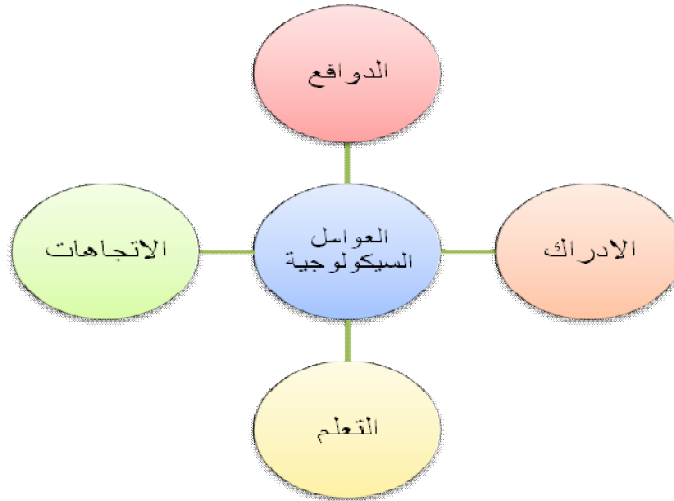 الدوافع
الاتجاهات
العوامل
السيكولوجية
الادراك
التعلم